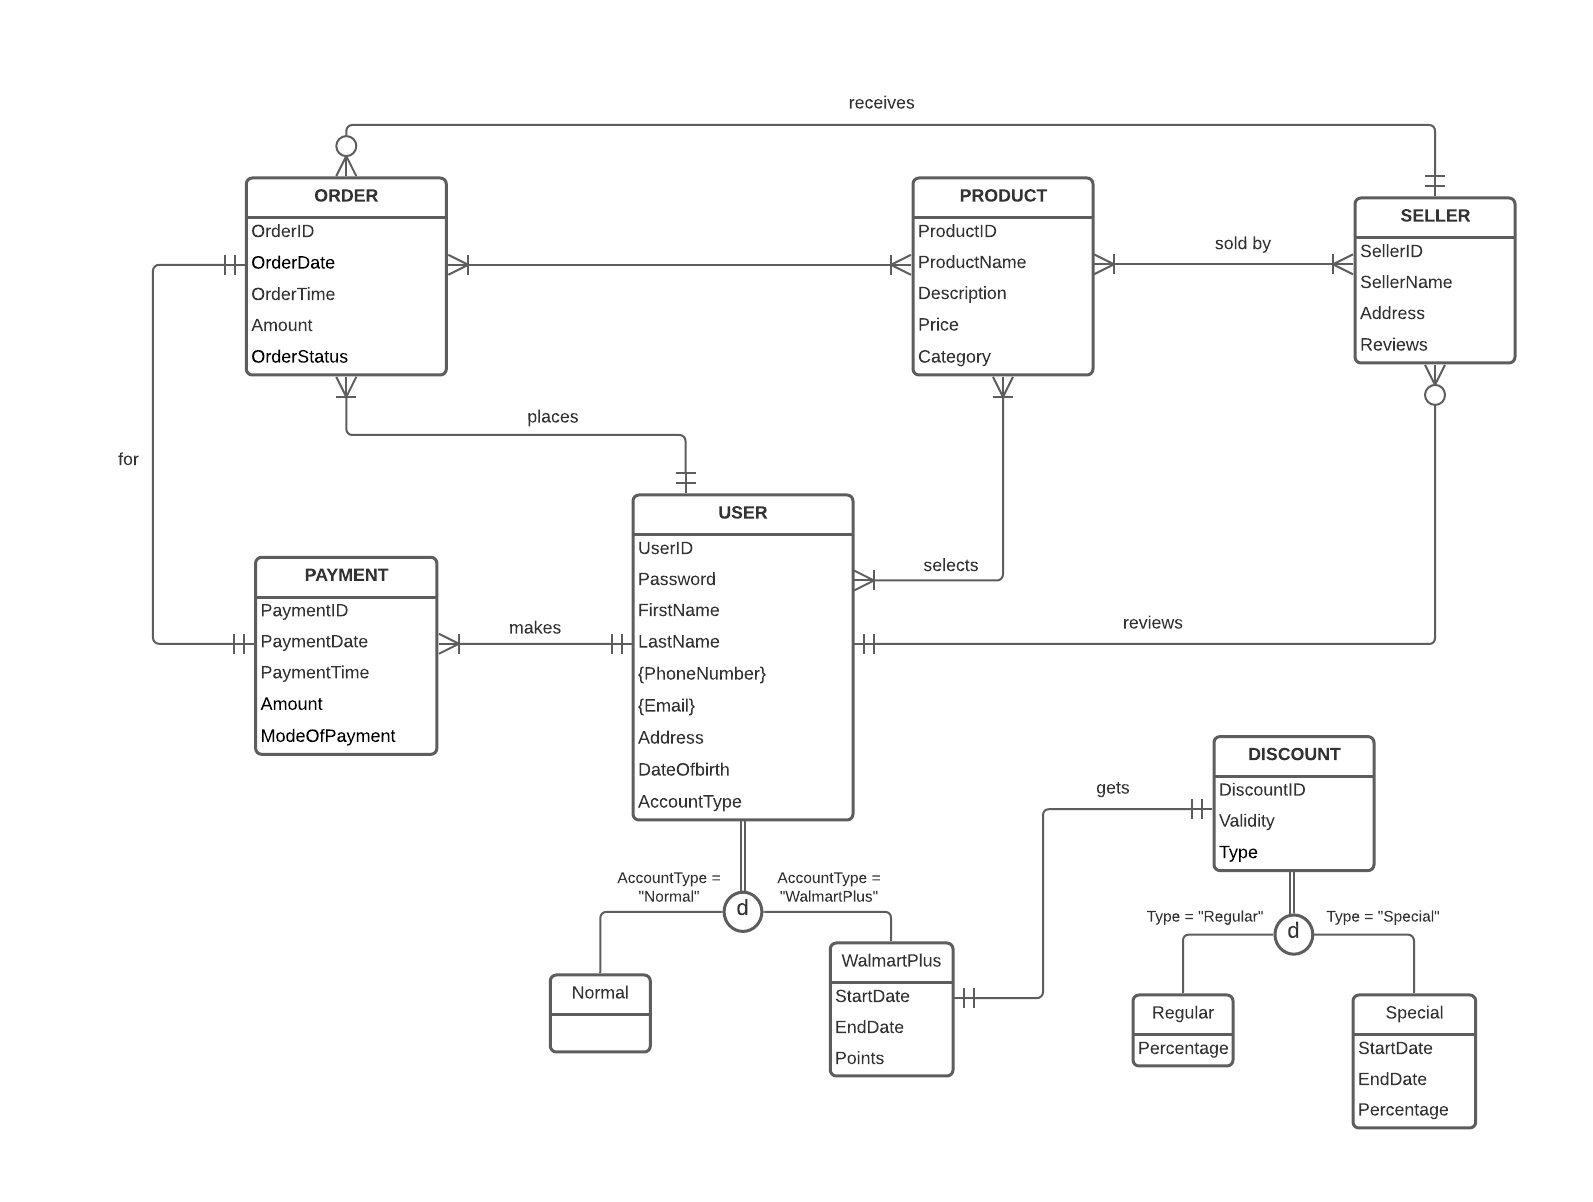 receives
ORDER
OrderID
OrderDate
OrderTime
Amount
OrderStatus
PRODUCT
ProductID
ProductName
Description
Price
Category
sold by
SELLER
SellerID
SellerName
Address
Reviews
places
for
USER
UserID
Password
FirstName
LastName
{PhoneNumber}
{Email}
Address
DateOfbirth
AccountType
selects
reviews
PAYMENT
PaymentID
PaymentDate
PaymentTime
Amount
ModeOfPayment
makes
DISCOUNT
DiscountID
Validity
Type
gets
AccountType =
"Normal"
d
AccountType =
"WalmartPlus"
Normal
WalmartPlus
StartDate
EndDate
Points
Type = "Regular"
d
Type = "Special"
Regular
Percentage
Special
StartDate
EndDate
Percentage